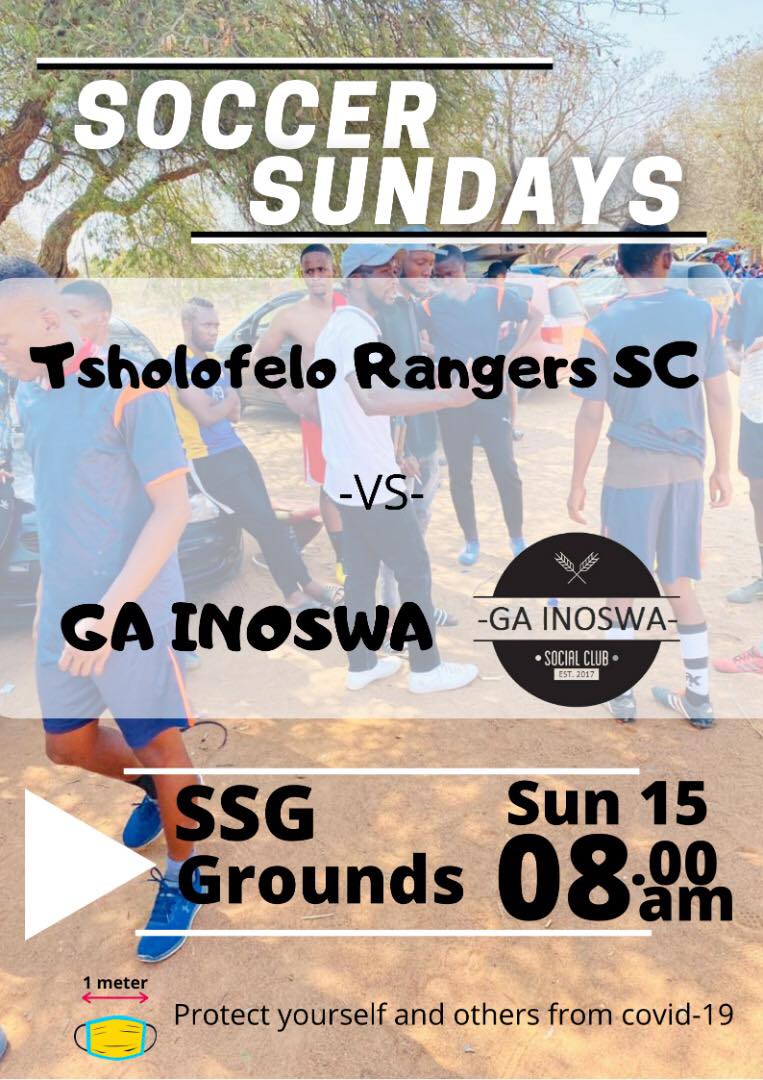 SOCCER
SUNDAYS
Tsholofelo Rangers SC
-VS-
GA INOSWA
-GA INOSWA-
• SOCIAL CLUB •
EST. 2017
SSG
Grounds
Sun 15
08.00
am
1 meter
Protect yourself and others from covid-19